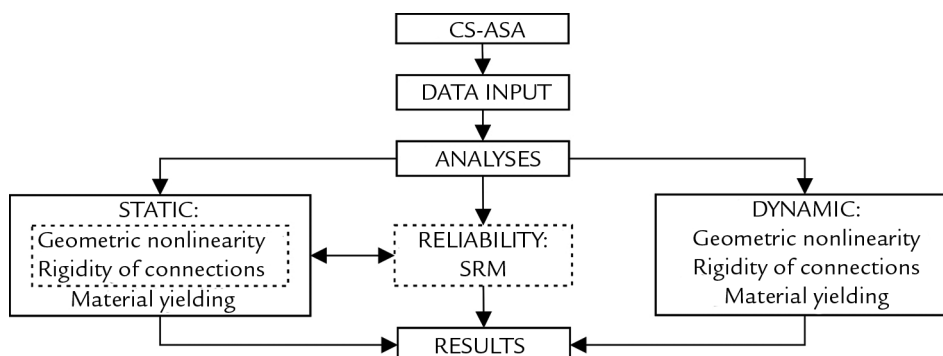 CS-ASA
DATA INPUT
ANALYSES
STATIC:
Geometric nonlinearity
Rigidity of connections
Material yielding
RELIABILITY:
SRM
DYNAMIC:
Geometric nonlinearity
Rigidity of connections
Material yielding
RESULTS